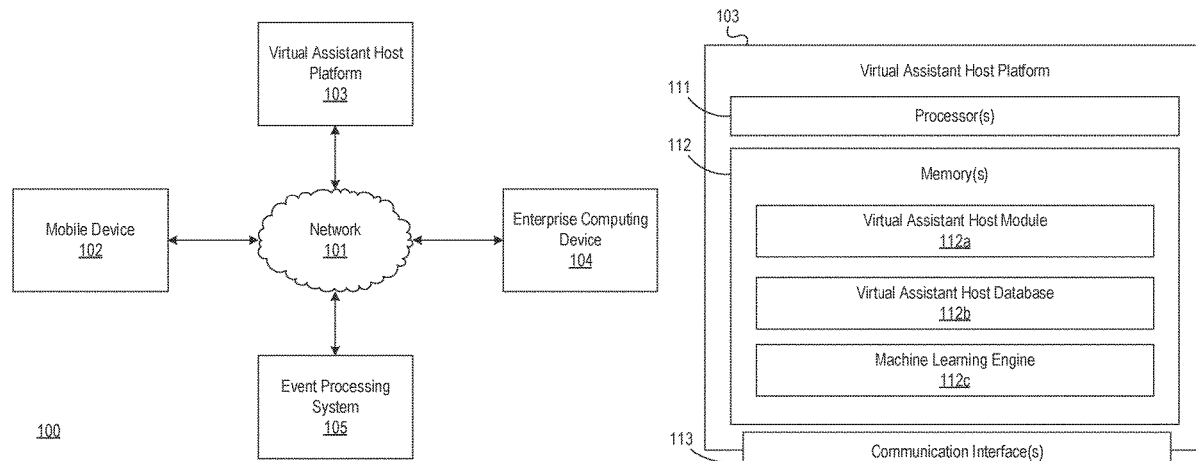 Virtual Assistant Host
Platform
103
Mobile Device
102
Network
101
Enterprise Computing
Device
104
Event Processing
System
105
100
103
Virtual Assistant Host Platform
111
Processor(s)
112
Memory(s)
Virtual Assistant Host Module
112a
Virtual Assistant Host Database
112b
Machine Learning Engine
112c
113
Communication Interface(s)